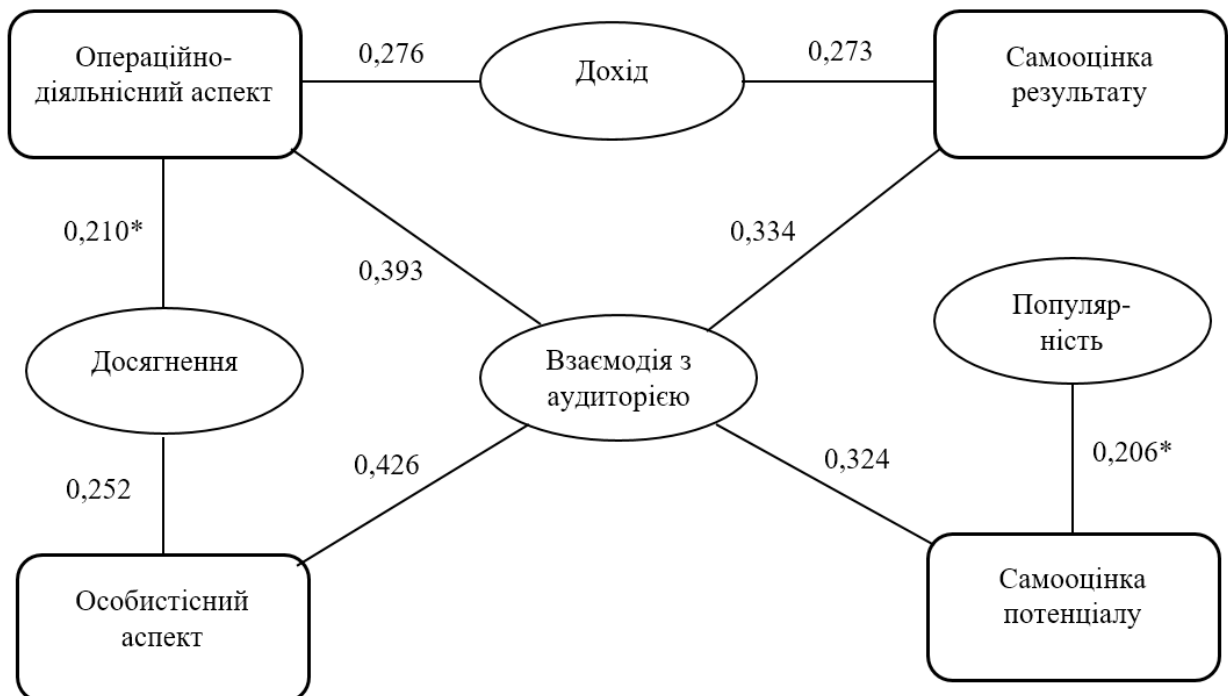 Операційно-
діяльнісний аспект
0,276
Дохід
0,273
Самооцінка
результату
0,210*
0,393
0,334
Досягнення
Взаємодія з
аудиторією
Популяр-
ність
0,252
0,426
0,324
0,206*
Особистісний
аспект
Самооцінка
потенціалу